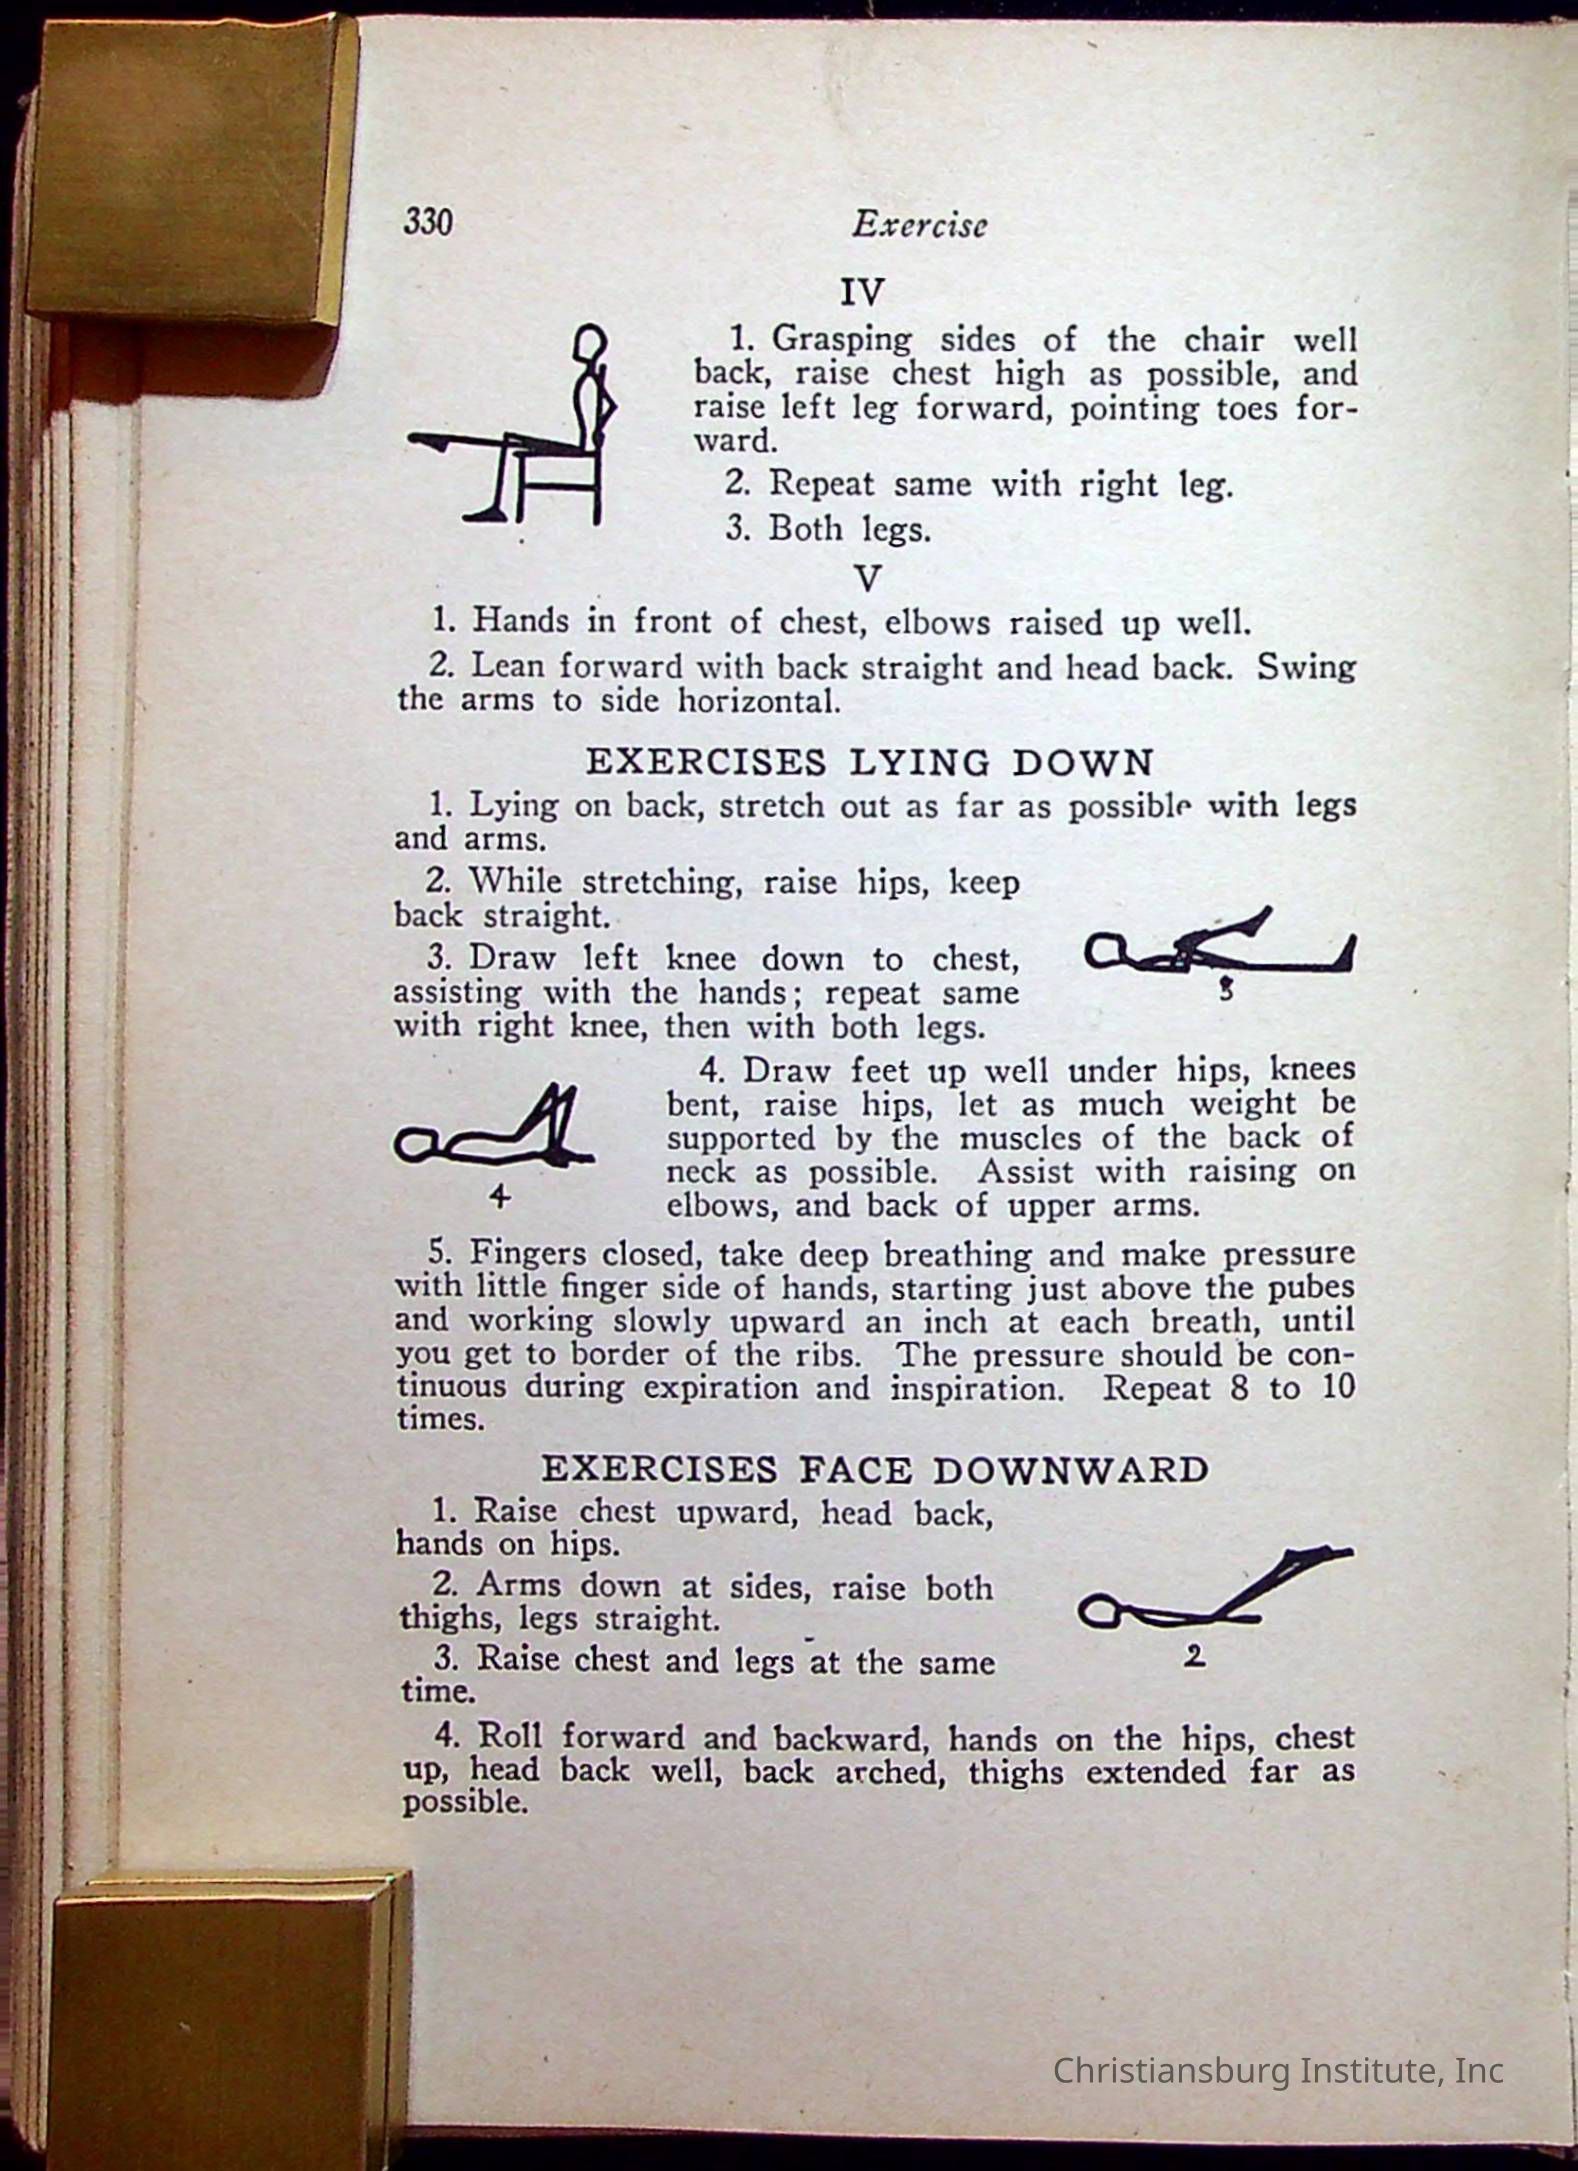 330 Exercise
IV
1. Grasping sides of the chair well
back, raise chest high as possible, and
raise left leg forward, pointing toes for-
ward.
2. Repeat same with right leg.
3. Both legs.
V
1. Hands in front of chest, elbows raised up well.
2. Lean forward with back straight and head back. Swing
the arms to side horizontal.
EXERCISES LYING DOWN
1. Lying on back, stretch out as far as possible with legs
and arms.
2. While stretching, raise hips, keep
back straight.
3. Draw left knee down to chest,
assisting with the hands; repeat same
with right knee, then with both legs.
3
4. Draw feet up well under hips, knees
bent, raise hips, let as much weight be
supported by the muscles of the back of
neck as possible. Assist with raising on
elbows, and back of upper arms.
4
5. Fingers closed, take deep breathing and make pressure
with little finger side of hands, starting just above the pubes
and working slowly upward an inch at each breath, until
you get to border of the ribs. The pressure should be con-
tinuous during expiration and inspiration. Repeat 8 to 10
times.
EXERCISES FACE DOWNWARD
1. Raise chest upward, head back,
hands on hips.
2. Arms down at sides, raise both
thighs, legs straight.
3. Raise chest and legs at the same
time.
2
4. Roll forward and backward, hands on the hips, chest
up, head back well, back arched, thighs extended far as
possible.
Christiansburg Institute, Inc